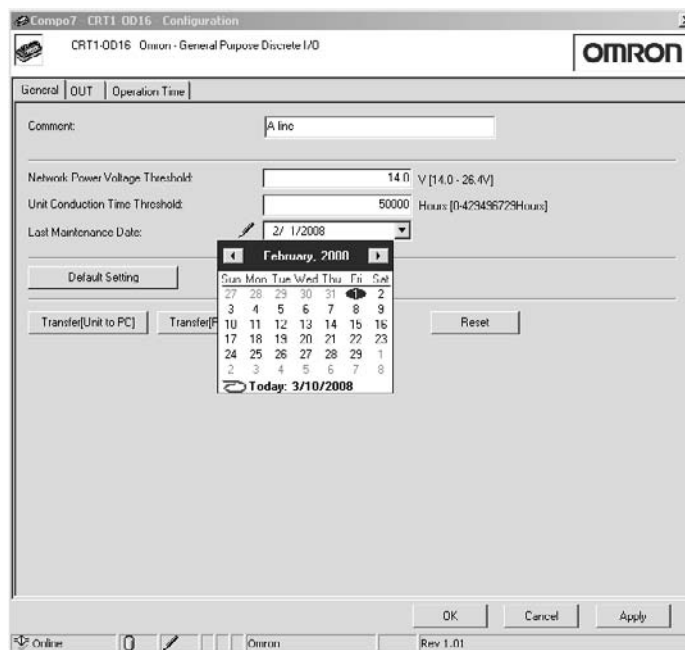 Compo7 - CRT1-OD16 - Configuration
CRT1-OD16 Omron - General Purpose Discrete I/O
OMRON
General OUT Operation Time
Comment: A line
Network Power Voltage Threshold: 14.0 V [14.0 - 26.4V]
Unit Conduction Time Threshold: 50000 Hours [0-429496729Hours]
Last Maintenance Date: 2/ 1/2008
February, 2008
Sun Mon Tue Wed Thu Fri Sat
27 28 29 30 31 1 2
3 4 5 6 7 8 9
10 11 12 13 14 15 16
17 18 19 20 21 22 23
24 25 26 27 28 29 1
2 3 4 5 6 7 8
Today: 3/10/2008
Default Setting
Transfer[Unit to PC] Transfer[P Reset
OK Cancel Apply
Online Omron Rev 1.01